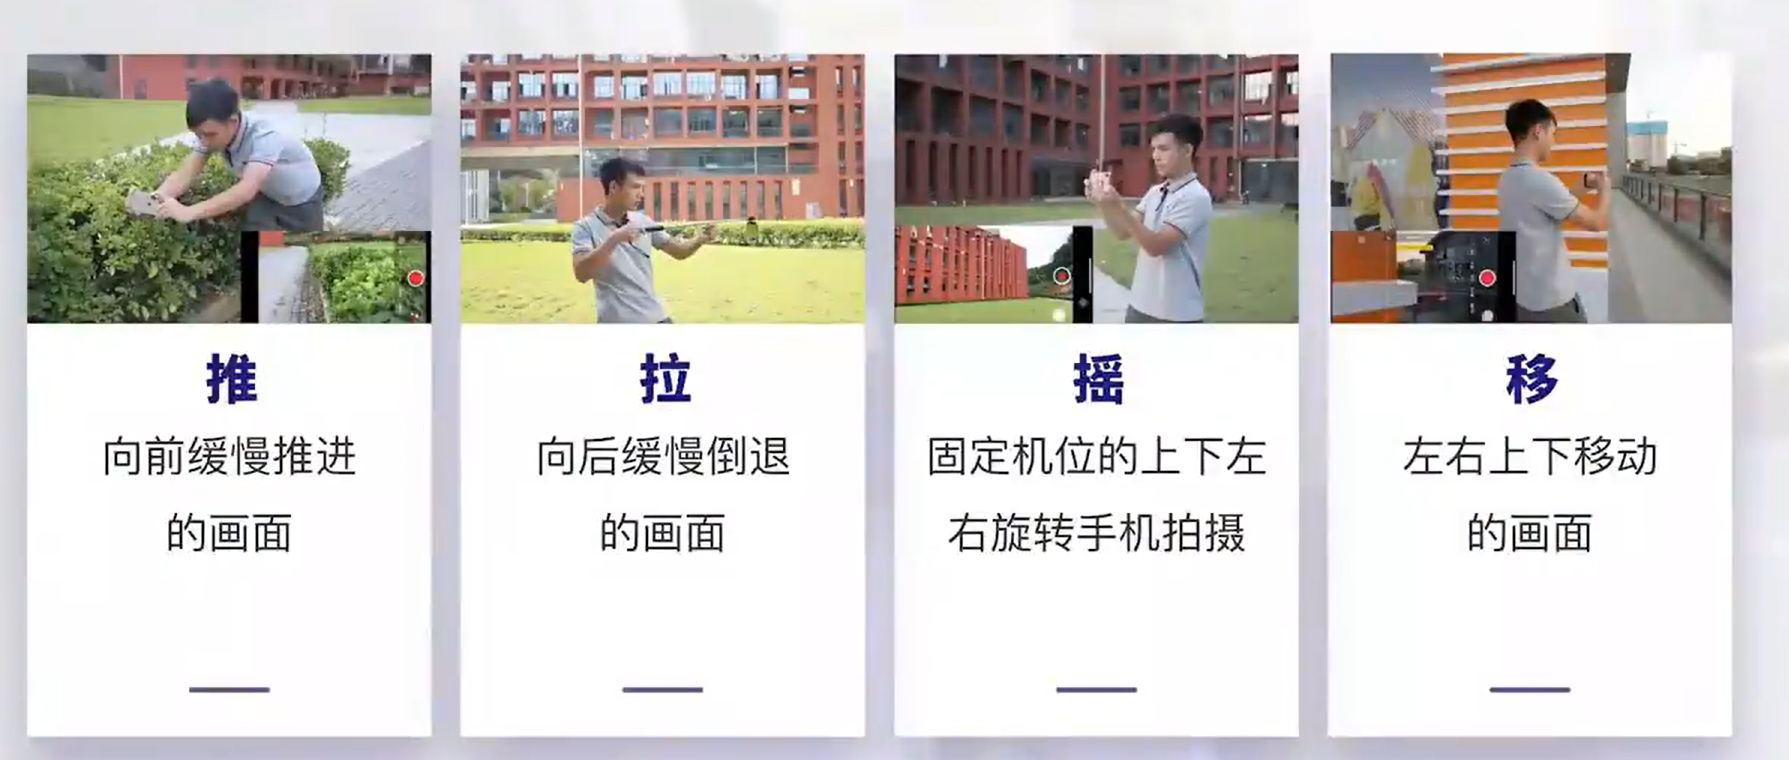 推
向前缓慢推进
的画面
拉
向后缓慢倒退
的画面
摇
固定机位的上下左
右旋转手机拍摄
移
左右上下移动
的画面